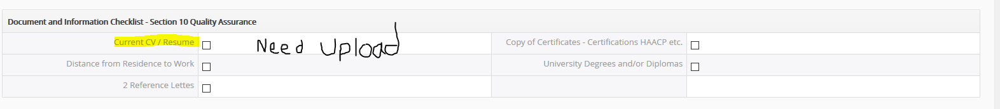 Document and Information Checklist - Section 10 Quality Assurance
Current CV / Resume Need Upload Copy of Certificates - Certifications HAACP etc.
Distance from Residence to Work University Degrees and/or Diplomas
2 Reference Lettes